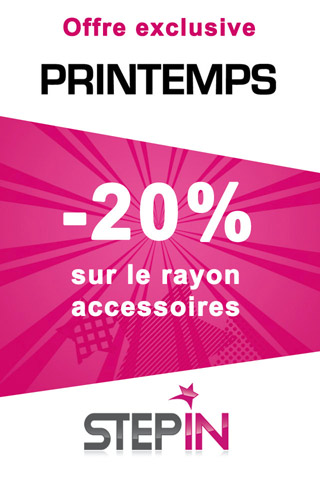 Offre exclusive
PRINTEMPS
-20%
sur le rayon
accessoires
STEPIN